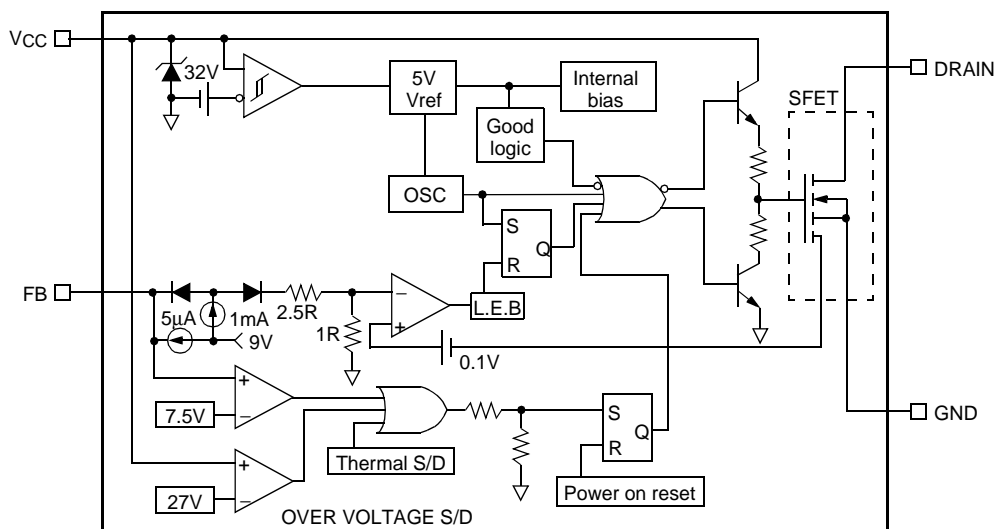 VCC
32V
5V
Vref
Internal
bias
DRAIN
SFET
Good
logic
OSC
S
Q
R
FB
5μA
1mA
9V
2.5R
1R
−
+
L.E.B
0.1V
GND
+
−
7.5V
Thermal S/D
S
Q
R
+
−
27V
Power on reset
OVER VOLTAGE S/D